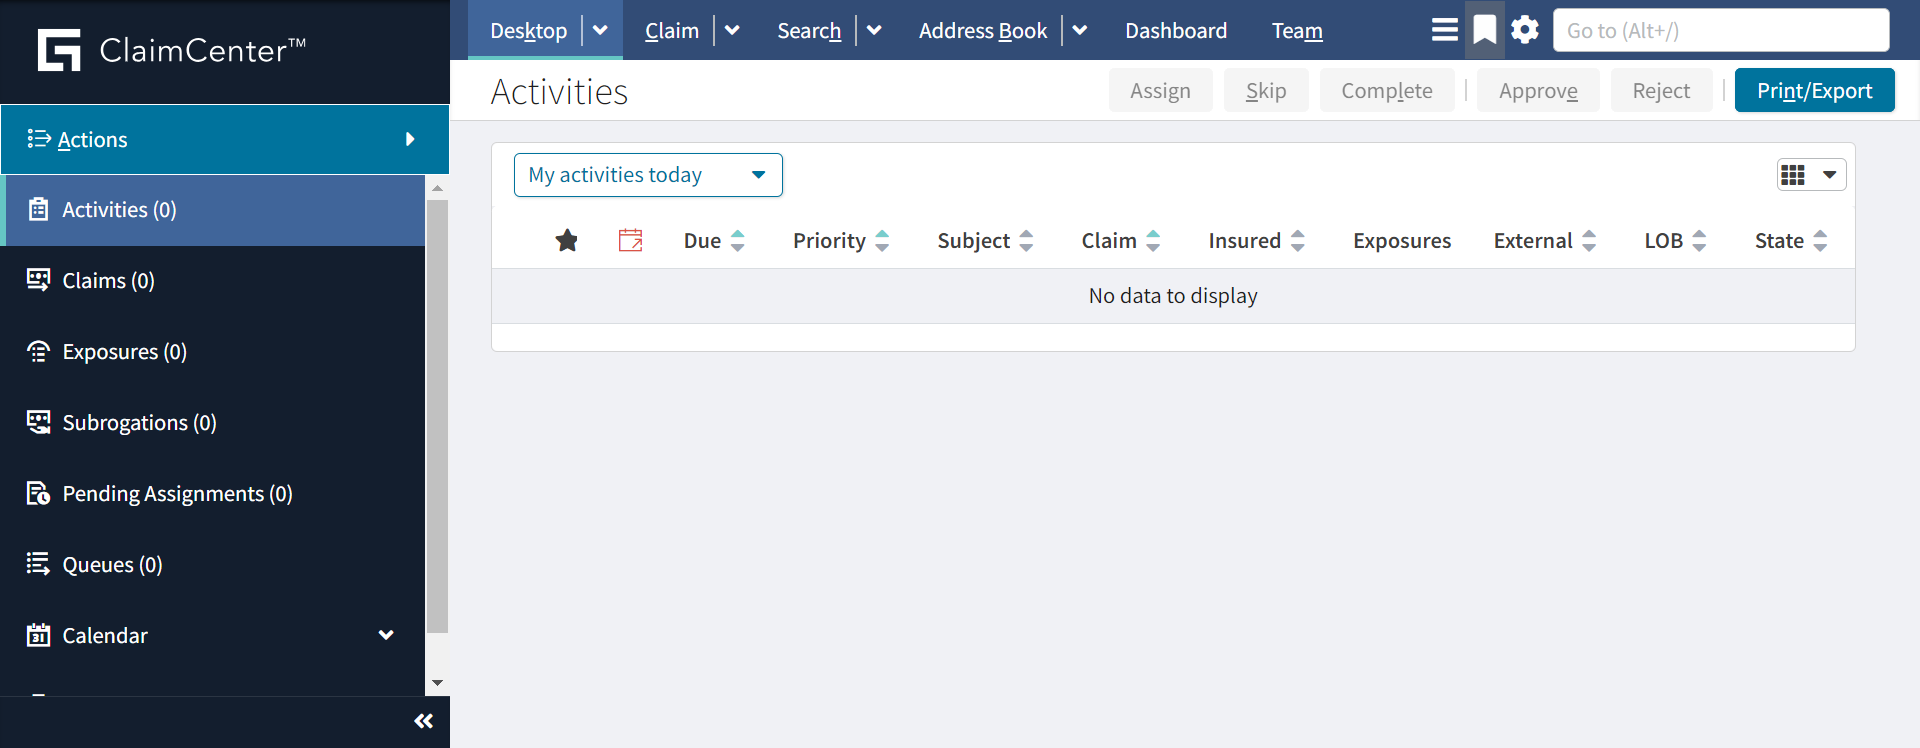 ClaimCenter™
Desktop Claim Search Address Book Dashboard Team Go to (Alt+/)
Activities
Assign Skip Complete Approve Reject Print/Export
Actions
Activities (0)
Claims (0)
Exposures (0)
Subrogations (0)
Pending Assignments (0)
Queues (0)
31 Calendar
My activities today
Due Priority Subject Claim Insured Exposures External LOB State
No data to display